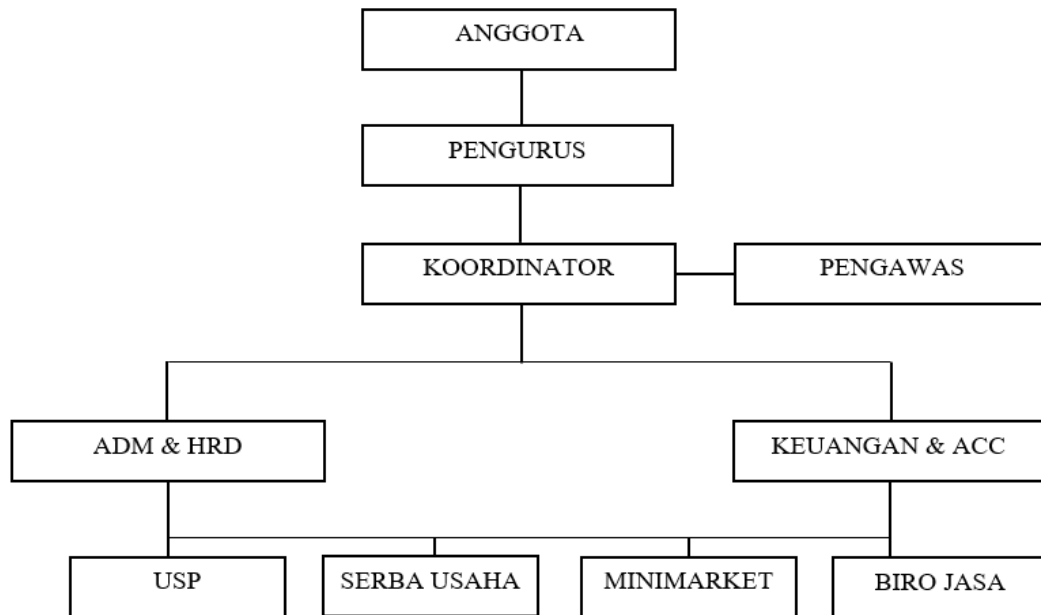 ANGGOTA
PENGURUS
KOORDINATOR
PENGAWAS
ADM & HRD
KEUANGAN & ACC
USP
SERBA USAHA
MINIMARKET
BIRO JASA